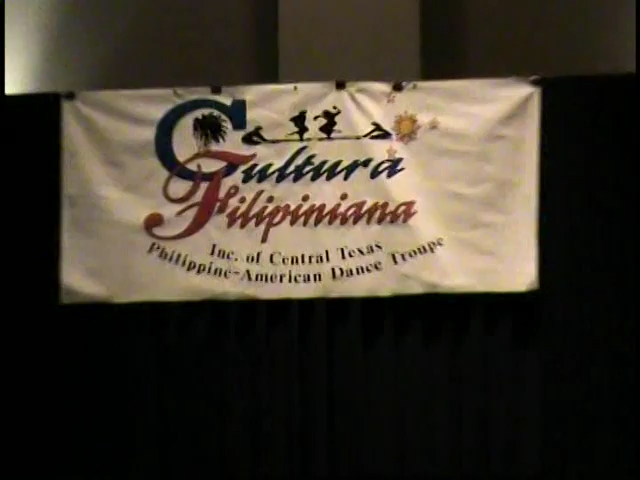 Cultura
Filipiniana
Inc. of Central Texas
Philippine-American Dance Troupe